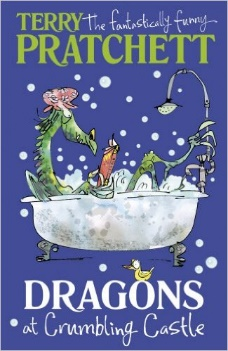 TERRY The fantastically funny
PRATCHETT
DRAGONS
at Crumbling Castle